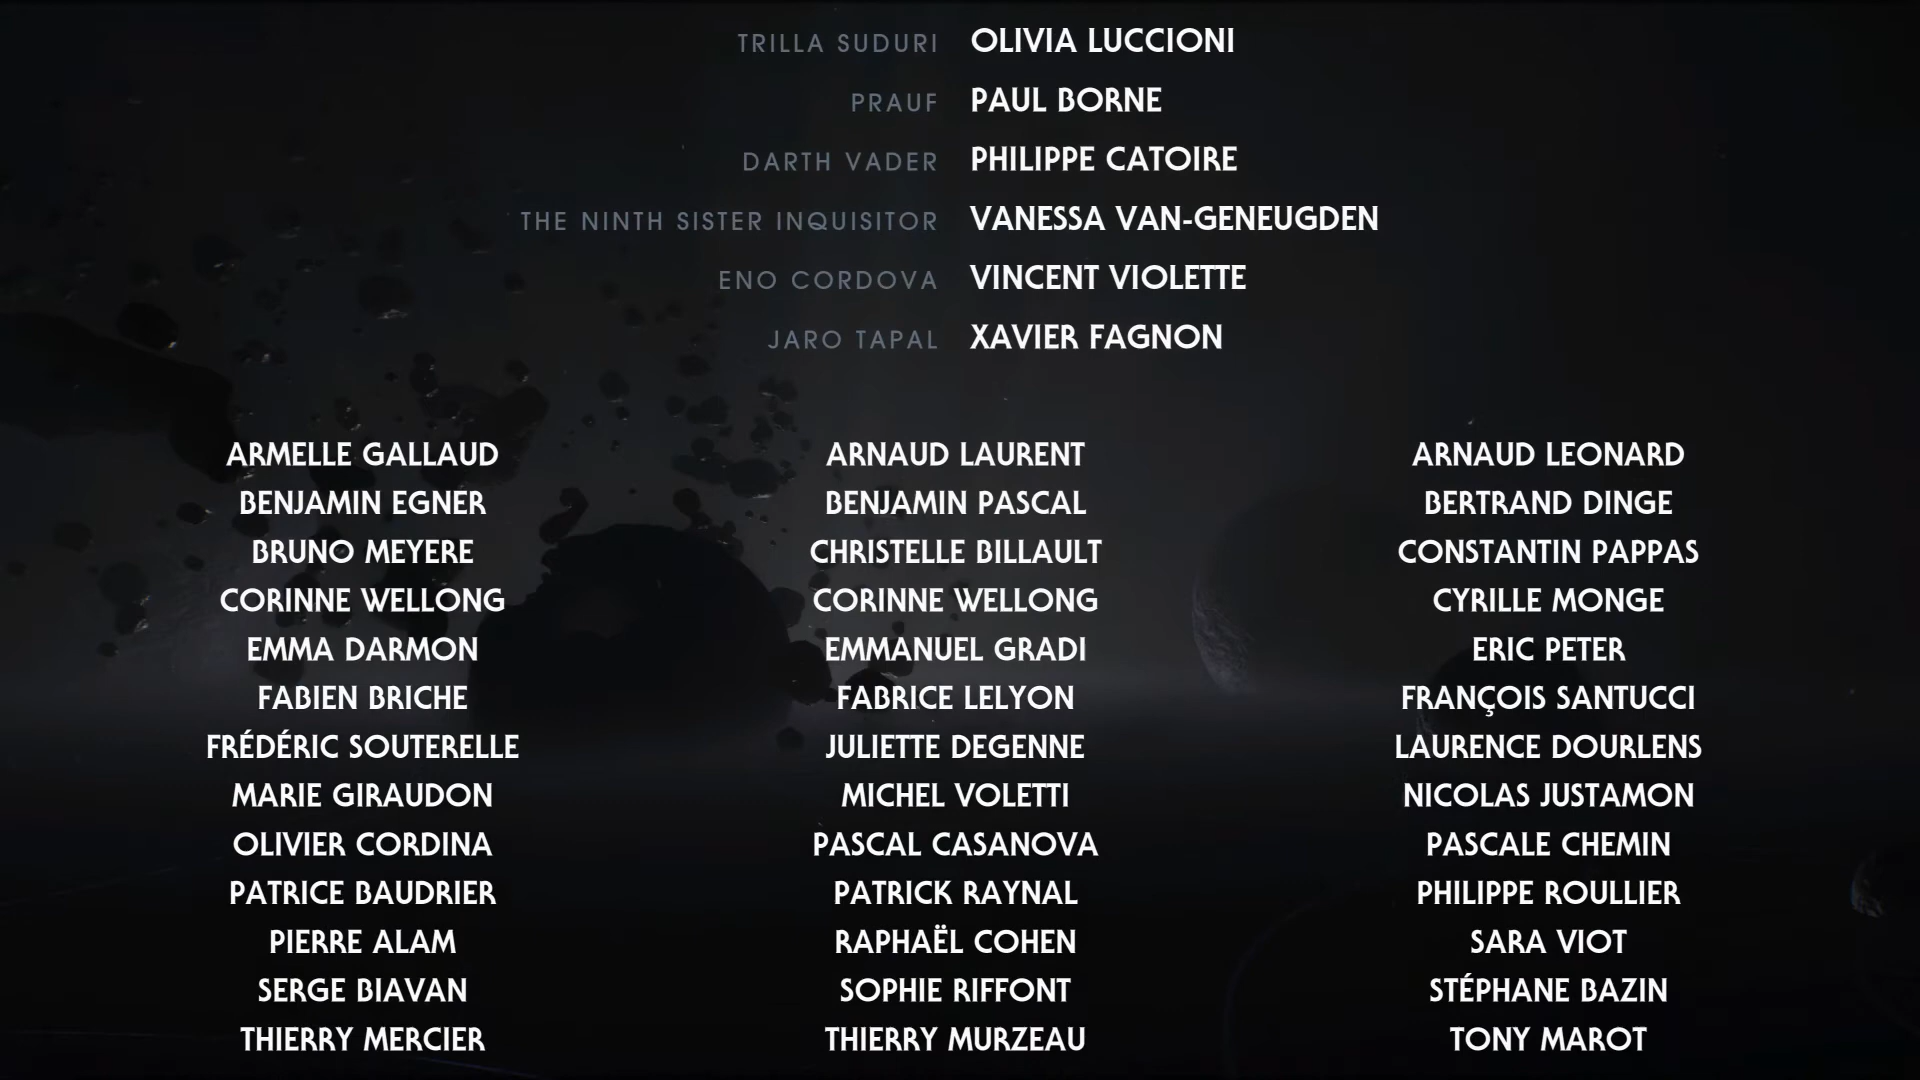 TRILLA SUDURI OLIVIA LUCCIONI
PRAUF PAUL BORNE
DARTH VADER PHILIPPE CATOIRE
THE NINTH SISTER INQUISITOR VANESSA VAN-GENEUGDEN
ENO CORDOVA VINCENT VIOLETTE
JARO TAPAL XAVIER FAGNON
ARMELLE GALLAUD ARNAUD LAURENT ARNAUD LEONARD
BENJAMIN EGNER BENJAMIN PASCAL BERTRAND DINGE
BRUNO MEYERE CHRISTELLE BILLAULT CONSTANTIN PAPPAS
CORINNE WELLONG CORINNE WELLONG CYRILLE MONGE
EMMA DARMON EMMANUEL GRADI ERIC PETER
FABIEN BRICHE FABRICE LELYON FRANÇOIS SANTUCCI
FRÉDÉRIC SOUTERELLE JULIETTE DEGENNE LAURENCE DOURLENS
MARIE GIRAUDON MICHEL VOLETTI NICOLAS JUSTAMON
OLIVIER CORDINA PASCAL CASANOVA PASCALE CHEMIN
PATRICE BAUDRIER PATRICK RAYNAL PHILIPPE ROULLIER
PIERRE ALAM RAPHAËL COHEN SARA VIOT
SERGE BIAVAN SOPHIE RIFFONT STÉPHANE BAZIN
THIERRY MERCIER THIERRY MURZEAU TONY MAROT